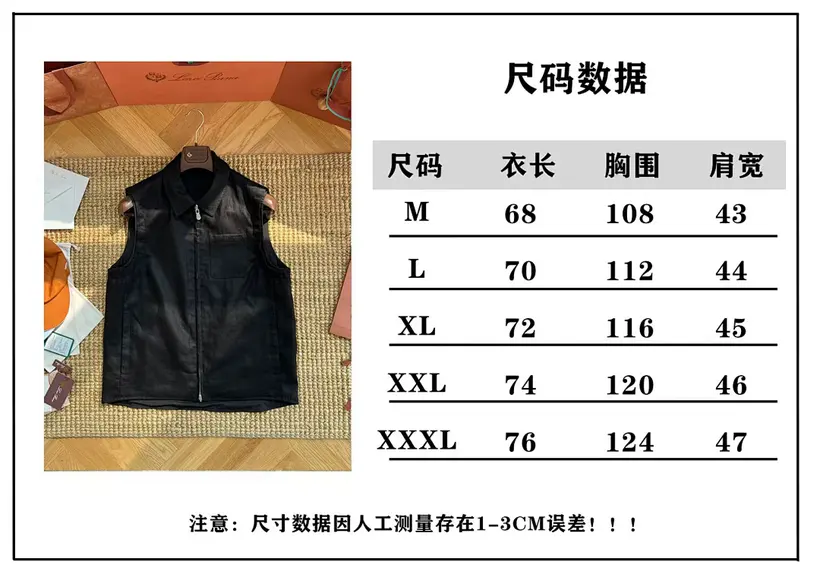 Loro Piana
尺码数据
尺码 衣长 胸围 肩宽
M 68 108 43
L 70 112 44
XL 72 116 45
XXL 74 120 46
XXXL 76 124 47
注意：尺寸数据因人工测量存在1-3CM误差！！！